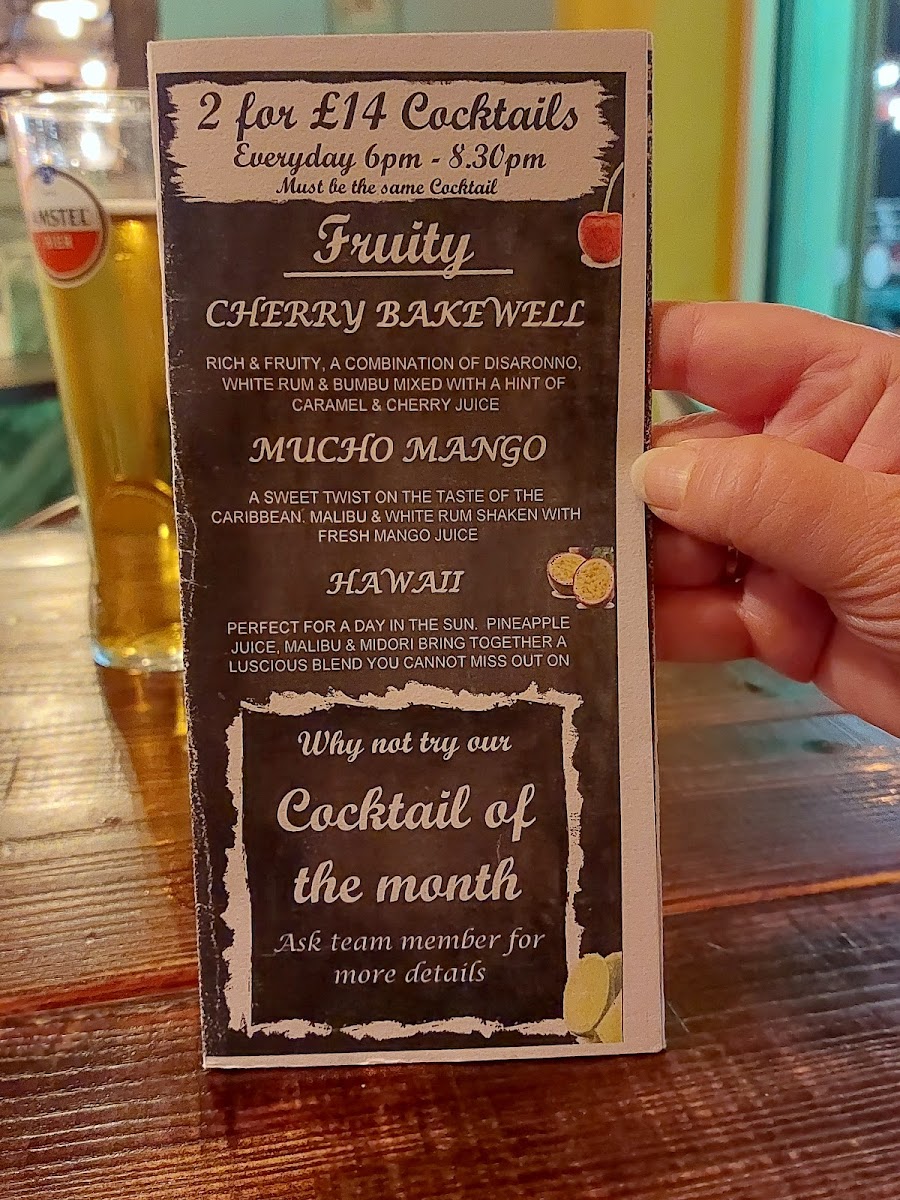 2 for £14 Cocktails
Everyday 6pm - 8.30pm
Must be the same Cocktail
Fruity
CHERRY BAKEWELL
RICH & FRUITY, A COMBINATION OF DISARONNO,
WHITE RUM & BUMBU MIXED WITH A HINT OF
CARAMEL & CHERRY JUICE
MUCHO MANGO
A SWEET TWIST ON THE TASTE OF THE
CARIBBEAN. MALIBU & WHITE RUM SHAKEN WITH
FRESH MANGO JUICE
HAWAII
PERFECT FOR A DAY IN THE SUN. PINEAPPLE
JUICE, MALIBU & MIDORI BRING TOGETHER A
LUSCIOUS BLEND YOU CANNOT MISS OUT ON
Why not try our
Cocktail of
the month
Ask team member for
more details
AMSTEL
BIER